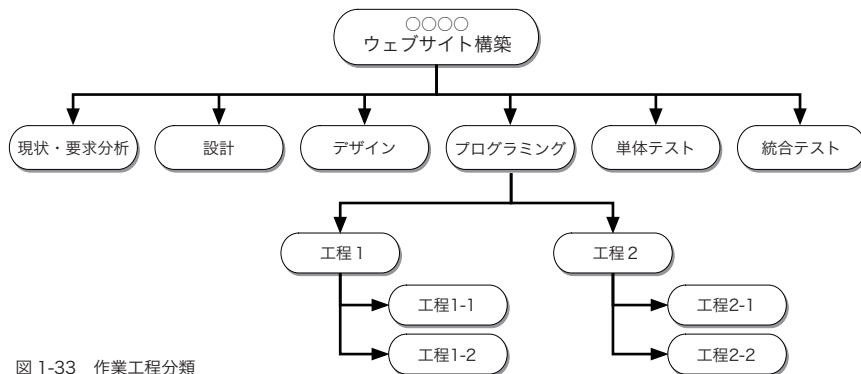 ○○○○
ウェブサイト構築
現状・要求分析
設計
デザイン
プログラミング
単体テスト
統合テスト
工程1
工程2
工程1-1
工程2-1
工程1-2
工程2-2
図1-33　作業工程分類